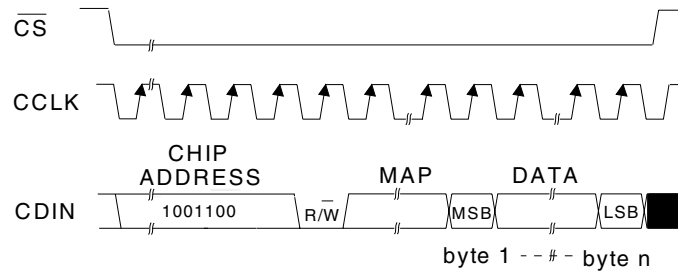 CS
CCLK
CHIP
ADDRESS
MAP
DATA
CDIN
1001100
R/W
MSB
LSB
byte 1
byte n